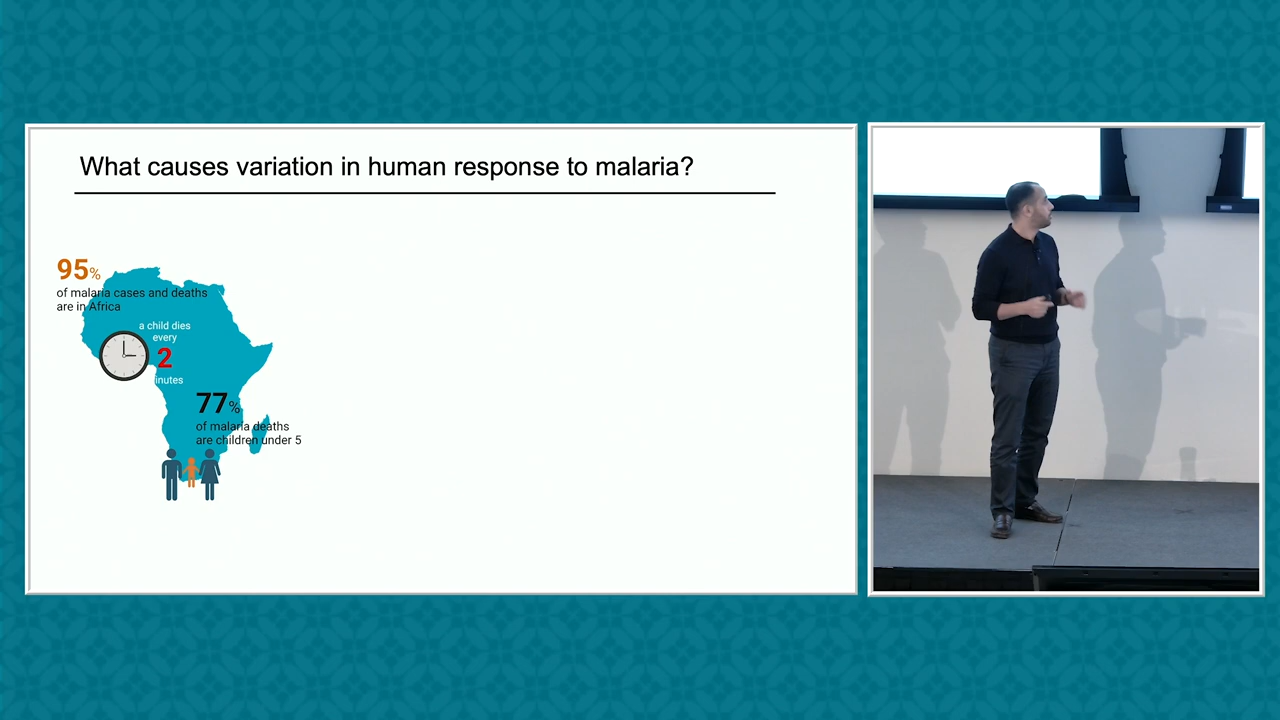 What causes variation in human response to malaria?
95%
of malaria cases and deaths
are in Africa
a child dies
every
2
inutes
77%
of malaria deaths
are children under 5